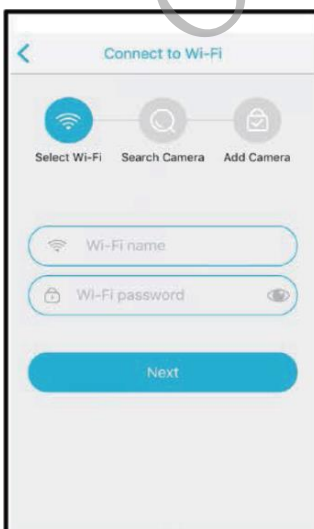 Connect to Wi-Fi
Select Wi-Fi Search Camera Add Camera
Wi-Fi name
Wi-Fi password
Next